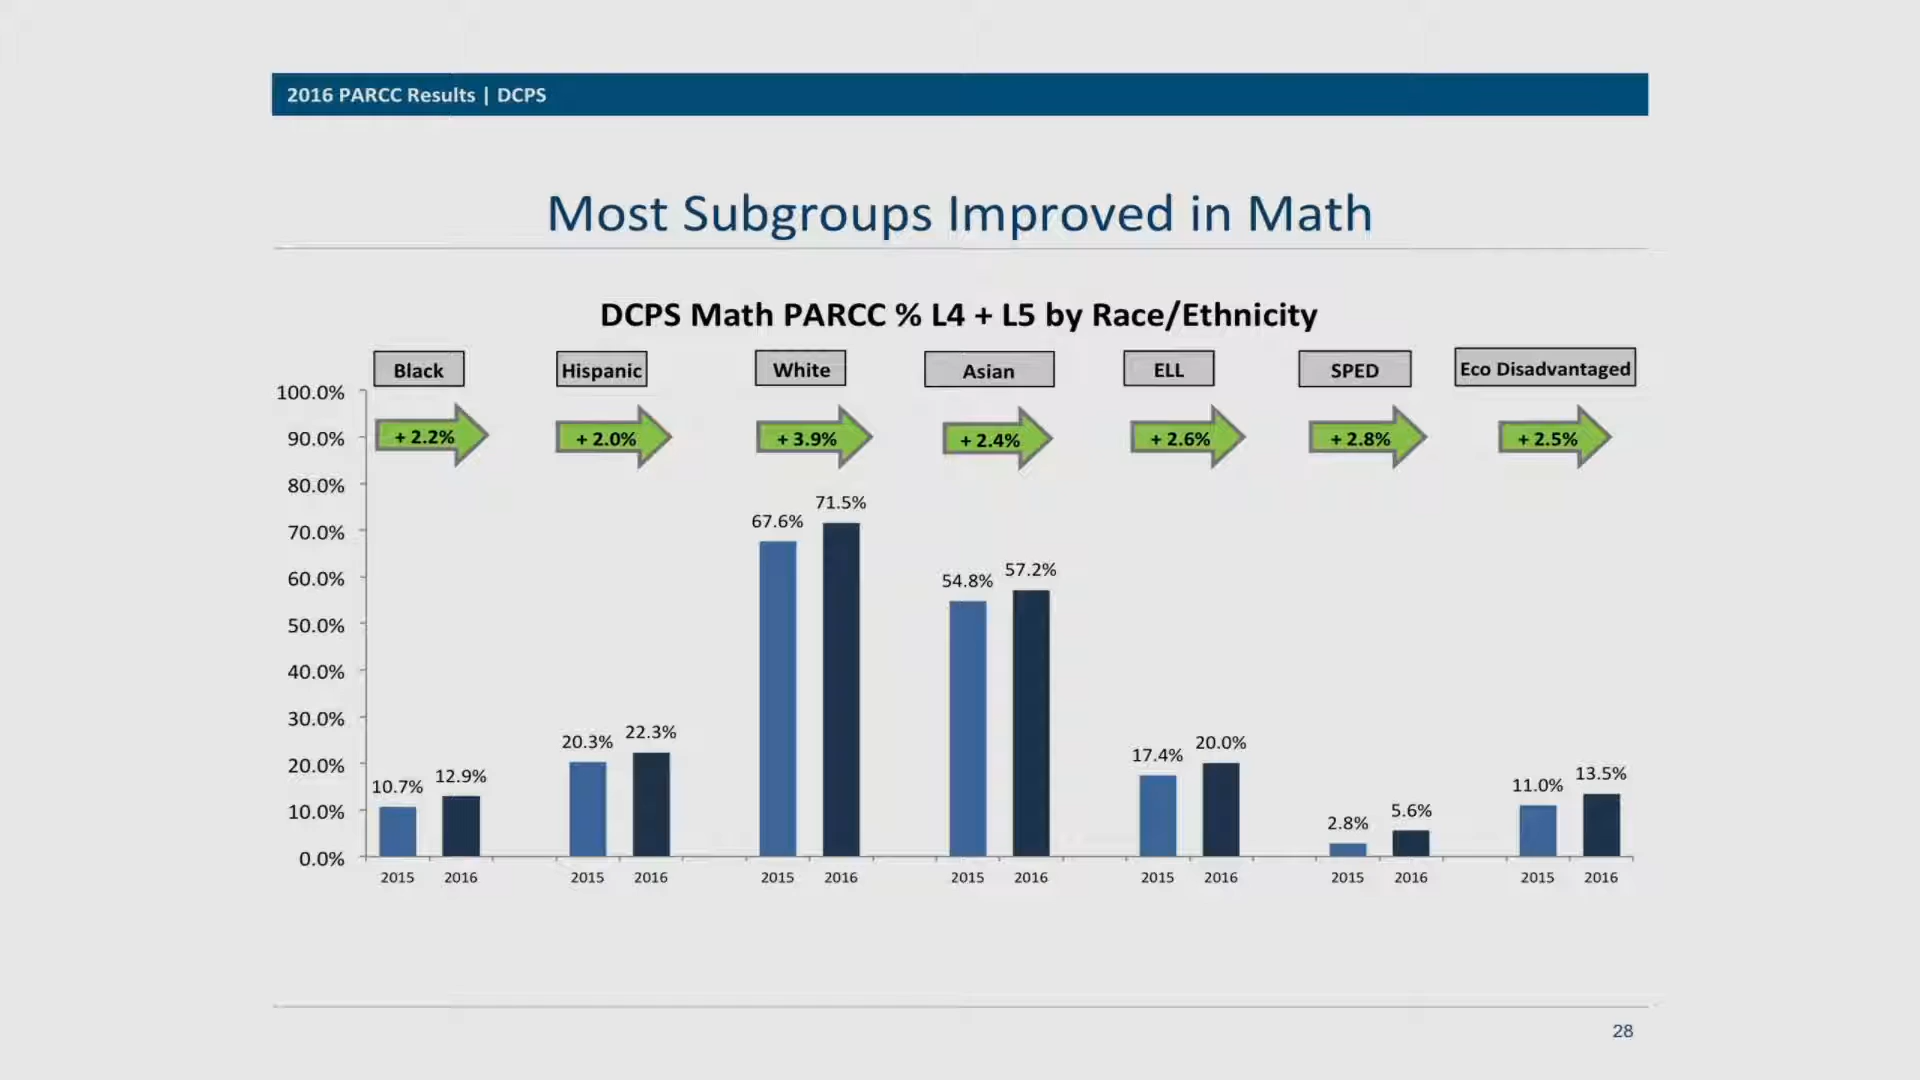 2016 PARCC Results | DCPS
Most Subgroups Improved in Math
DCPS Math PARCC % L4 + L5 by Race/Ethnicity
Black Hispanic White Asian ELL SPED Eco Disadvantaged
100.0%
90.0%
80.0%
70.0%
60.0%
50.0%
40.0%
30.0%
20.0%
10.0%
0.0%
+ 2.2% + 2.0% + 3.9% + 2.4% + 2.6% + 2.8% + 2.5%
10.7% 12.9% 20.3% 22.3% 67.6% 71.5% 54.8% 57.2% 17.4% 20.0% 2.8% 5.6% 11.0% 13.5%
2015 2016 2015 2016 2015 2016 2015 2016 2015 2016 2015 2016 2015 2016
28